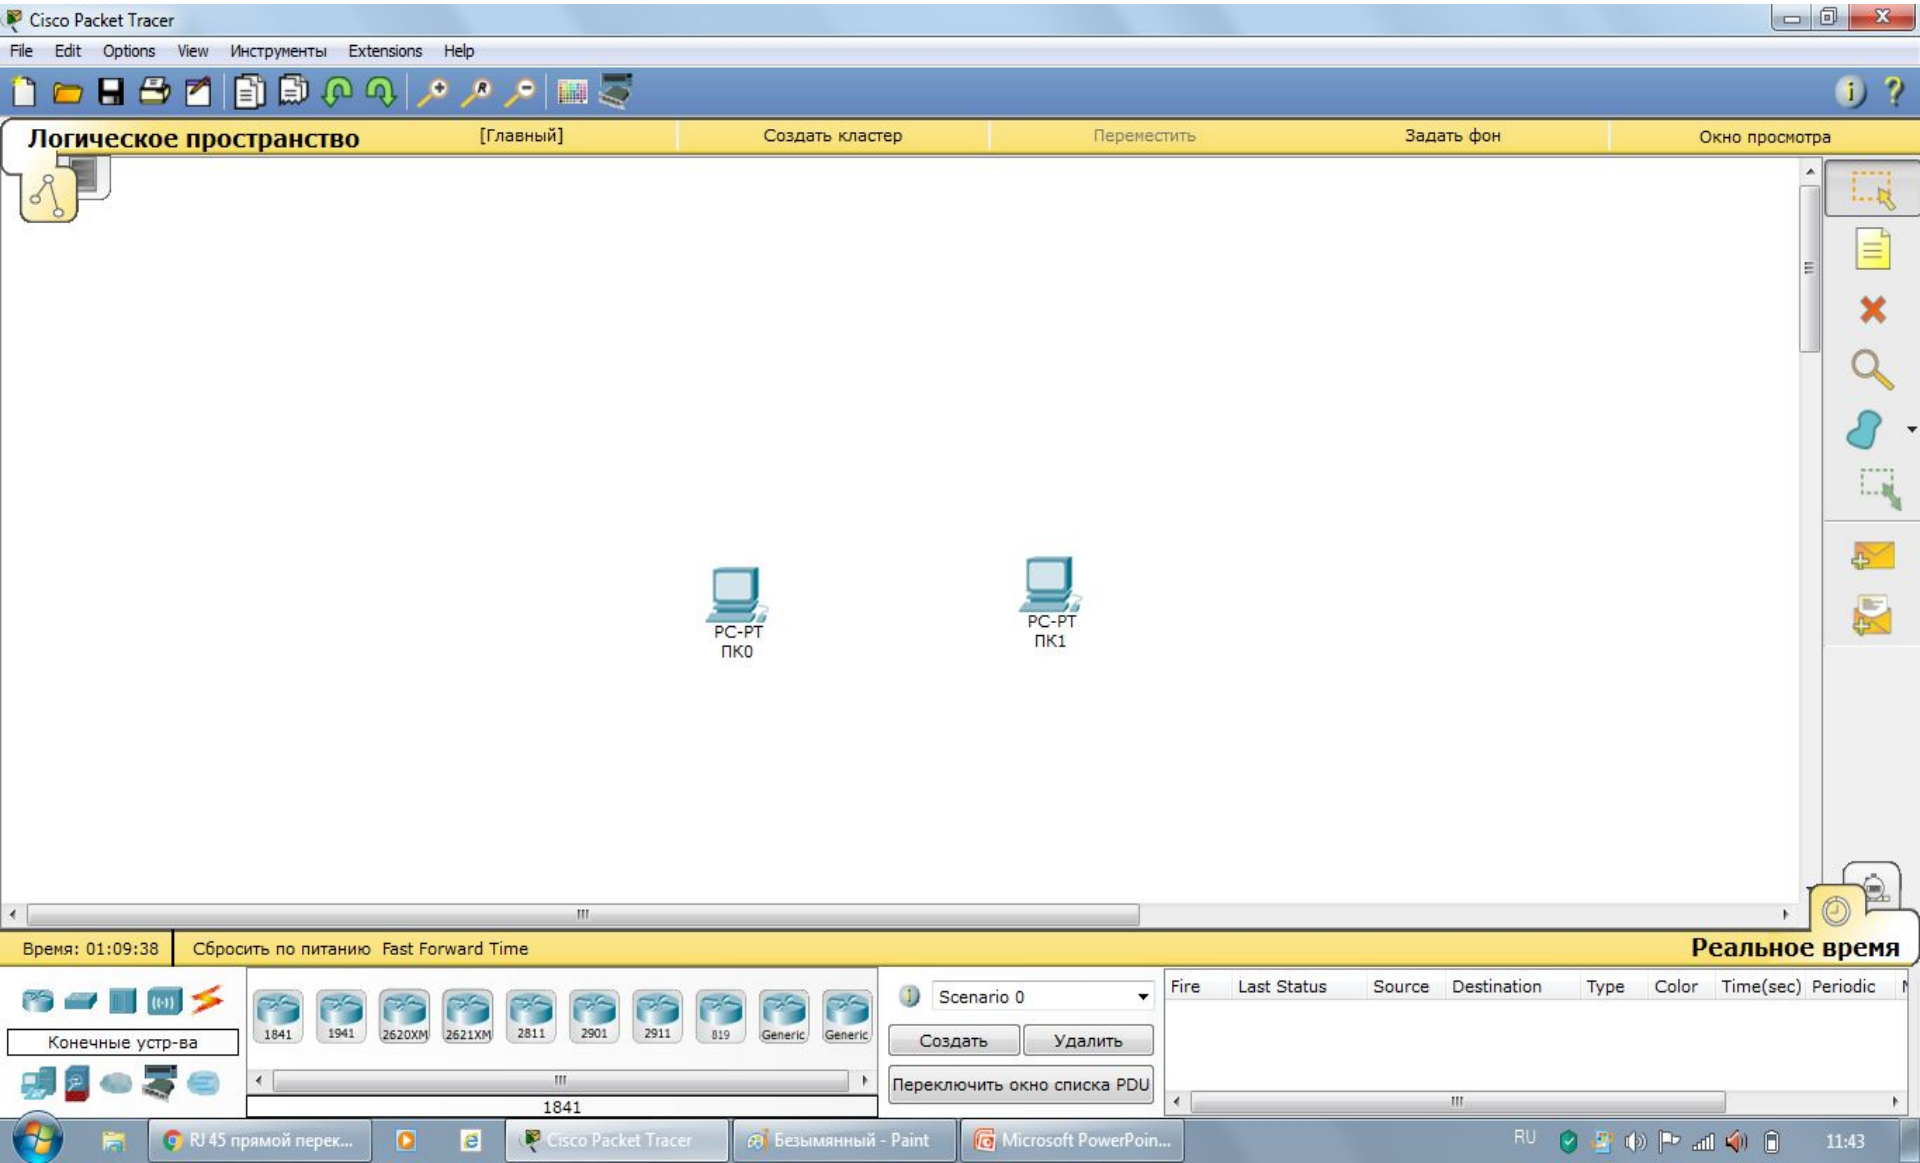 Cisco Packet Tracer
File Edit Options View Инструменты Extensions Help
Логическое пространство [Главный] Создать кластер Переместить Задать фон Окно просмотра
PC-PT
ПК0
PC-PT
ПК1
Время: 01:09:38 Сбросить по питанию Fast Forward Time Реальное время
Конечные устр-ва
1841 1941 2620XM 2621XM 2811 2901 2911 819 Generic Generic
1841
Scenario 0
Создать Удалить
Переключить окно списка PDU
Fire Last Status Source Destination Type Color Time(sec) Periodic
RJ 45 прямой перек... Cisco Packet Tracer Безымянный - Paint Microsoft PowerPoin... RU 11:43